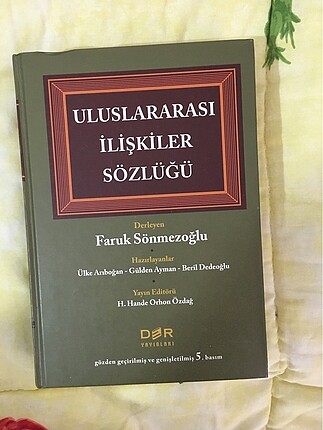 ULUSLARARASI
İLİŞKİLER
SÖZLÜĞÜ
Derleyen
Faruk Sönmezoğlu
•
Hazırlayanlar
Ülke Arıboğan - Gülden Ayman - Beril Dedeoğlu
•
Yayın Editörü
H. Hande Orhon Özdağ
DER
YAYINLARI
gözden geçirilmiş ve genişletilmiş 5. basım